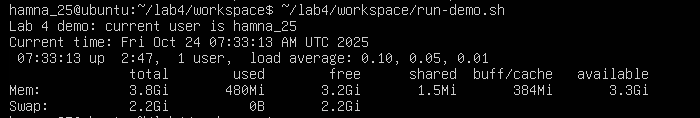 hamna_25@ubuntu:~/lab4/workspace$ ~/lab4/workspace/run-demo.sh
Lab 4 demo: current user is hamna_25
Current time: Fri Oct 24 07:33:13 AM UTC 2025
 07:33:13 up  2:47,  1 user,  load average: 0.10, 0.05, 0.01
               total        used        free      shared  buff/cache   available
Mem:           3.8Gi       480Mi       3.2Gi       1.5Mi       384Mi       3.3Gi
Swap:          2.2Gi          0B       2.2Gi